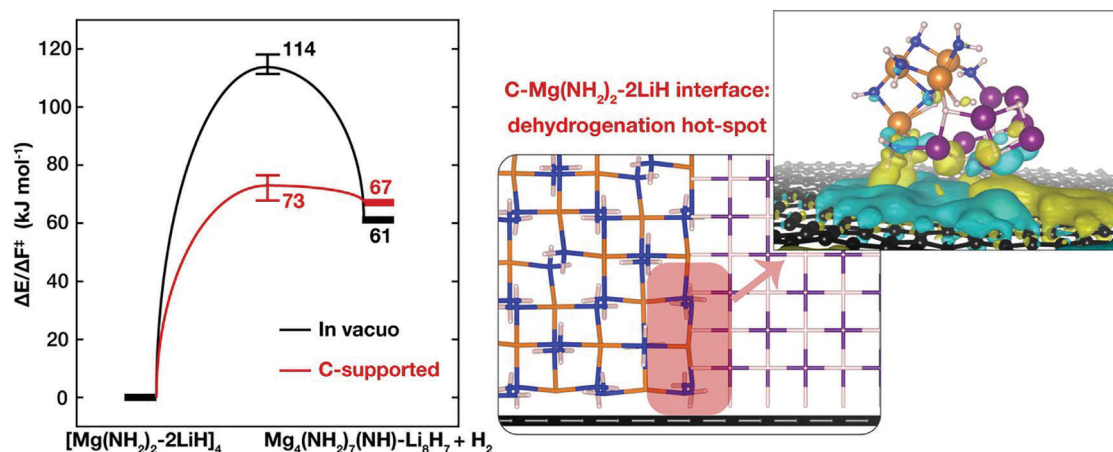 120
114
100
80
67
73
60
61
40
20
0
ΔE/ΔF‡ (kJ mol⁻¹)
In vacuo
C-supported
[Mg(NH₂)₂-2LiH]₄
Mg₄(NH₂)₇(NH)-Li₈H₇ + H₂
C-Mg(NH₂)₂-2LiH interface:
dehydrogenation hot-spot